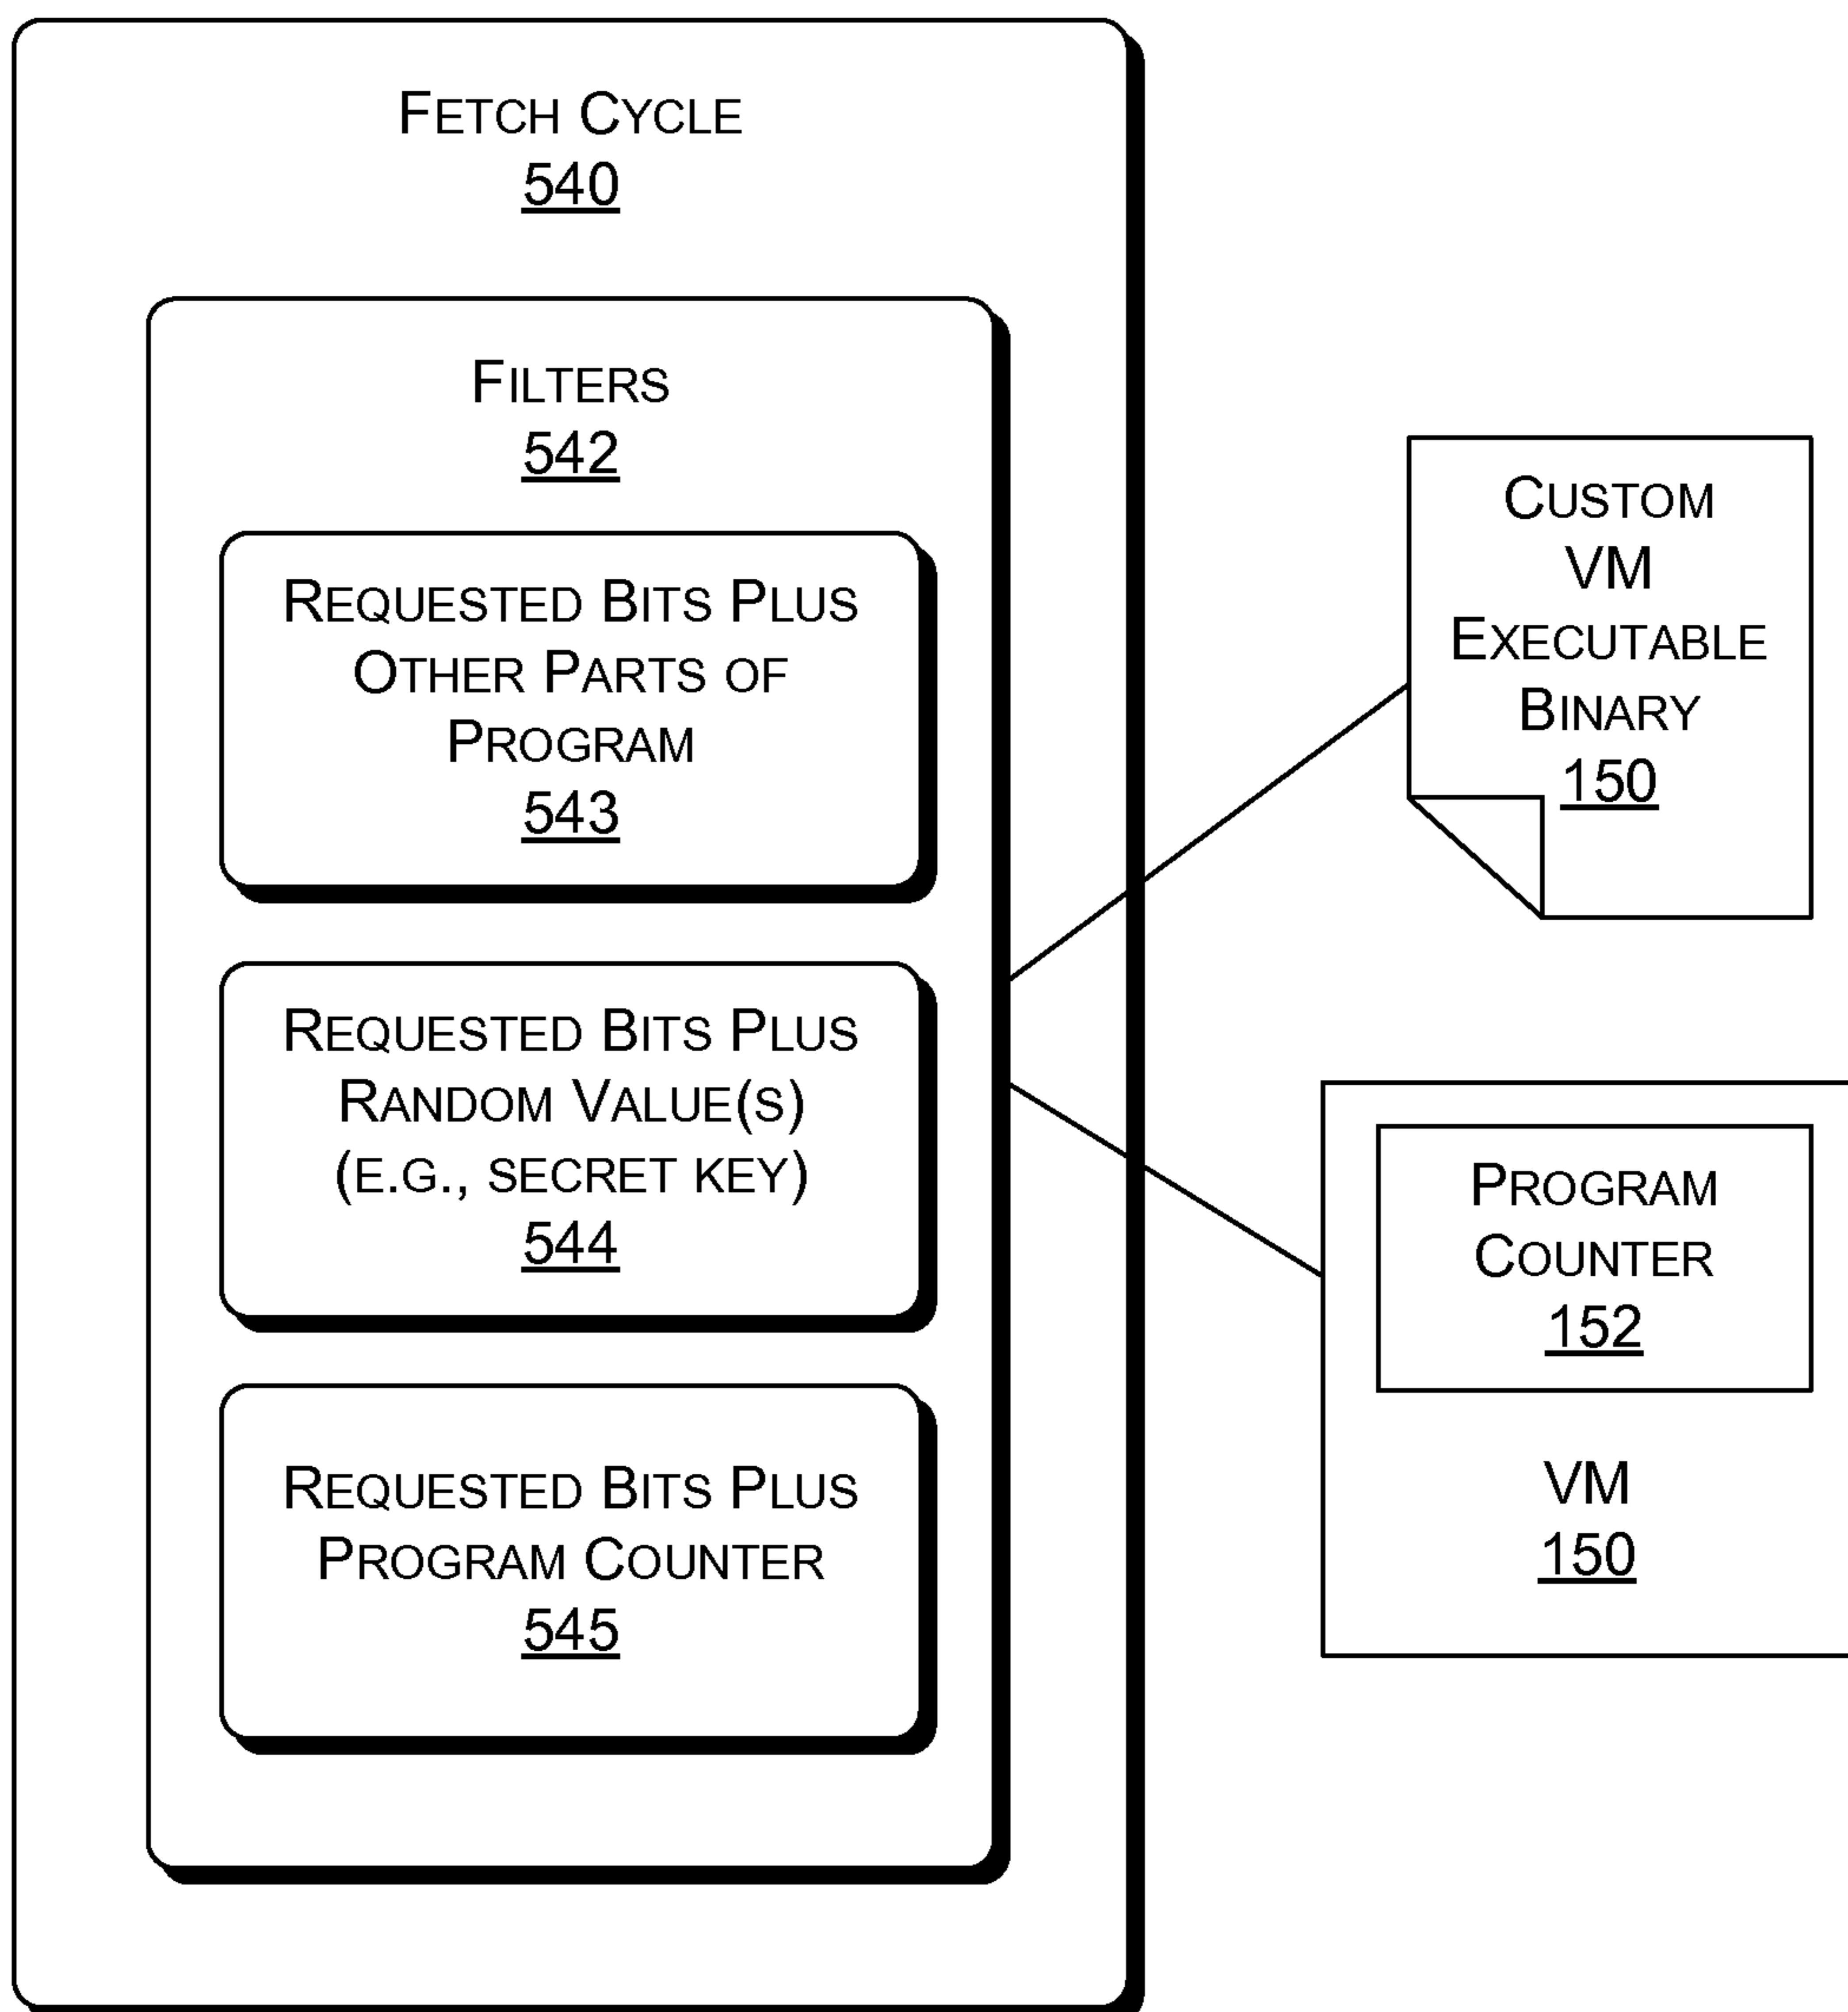 FETCH CYCLE
540
FILTERS
542
REQUESTED BITS PLUS
OTHER PARTS OF
PROGRAM
543
REQUESTED BITS PLUS
RANDOM VALUE(S)
(E.G., SECRET KEY)
544
REQUESTED BITS PLUS
PROGRAM COUNTER
545
CUSTOM
VM
EXECUTABLE
BINARY
150
PROGRAM
COUNTER
152
VM
150